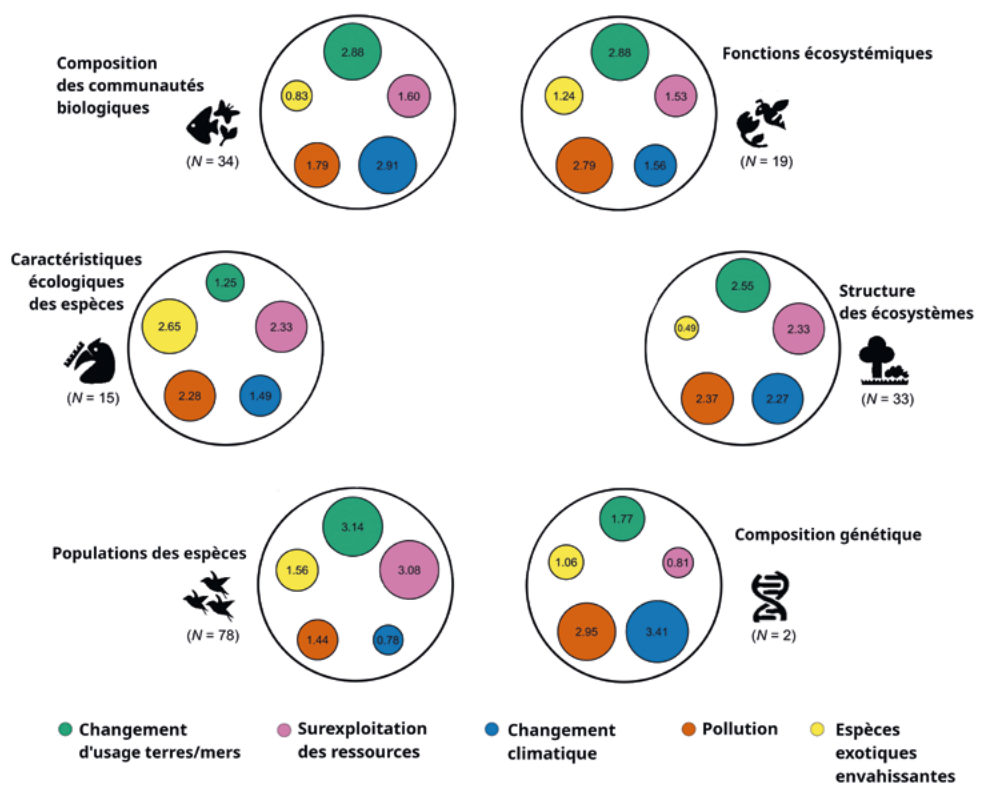 Composition
des communautés
biologiques
(N = 34)
2.88
0.83
1.60
1.79
2.91
Fonctions écosystémiques
(N = 19)
2.88
1.24
1.53
2.79
1.56
Caractéristiques
écologiques
des espèces
(N = 15)
1.25
2.65
2.33
2.28
1.49
Structure
des écosystèmes
(N = 33)
2.55
0.49
2.33
2.37
2.27
Populations des espèces
(N = 78)
3.14
1.56
3.08
1.44
0.78
Composition génétique
(N = 2)
1.77
1.06
0.81
2.95
3.41
Changement
d'usage terres/mers
Surexploitation
des ressources
Changement
climatique
Pollution
Espèces
exotiques
envahissantes